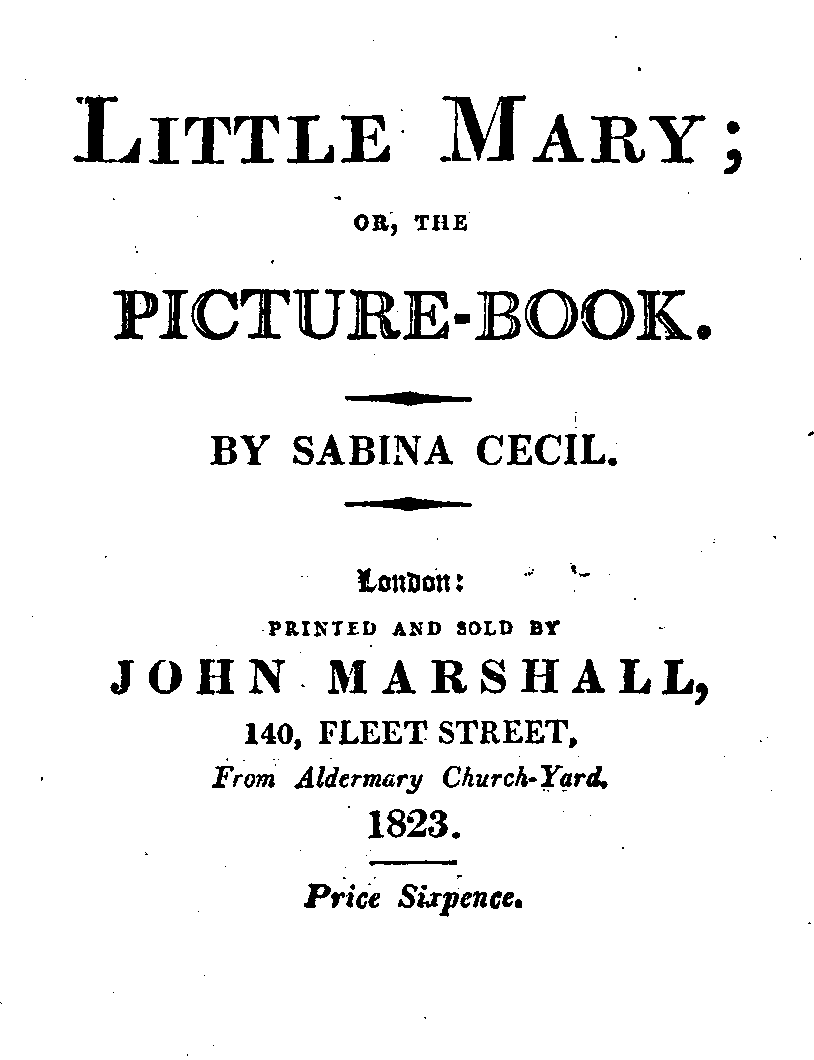 LITTLE MARY;
OR, THE
PICTURE-BOOK.
BY SABINA CECIL.
London:
PRINTED AND SOLD BY
JOHN MARSHALL,
140, FLEET STREET,
From Aldermary Church-Yard.
1823.
Price Sixpence.